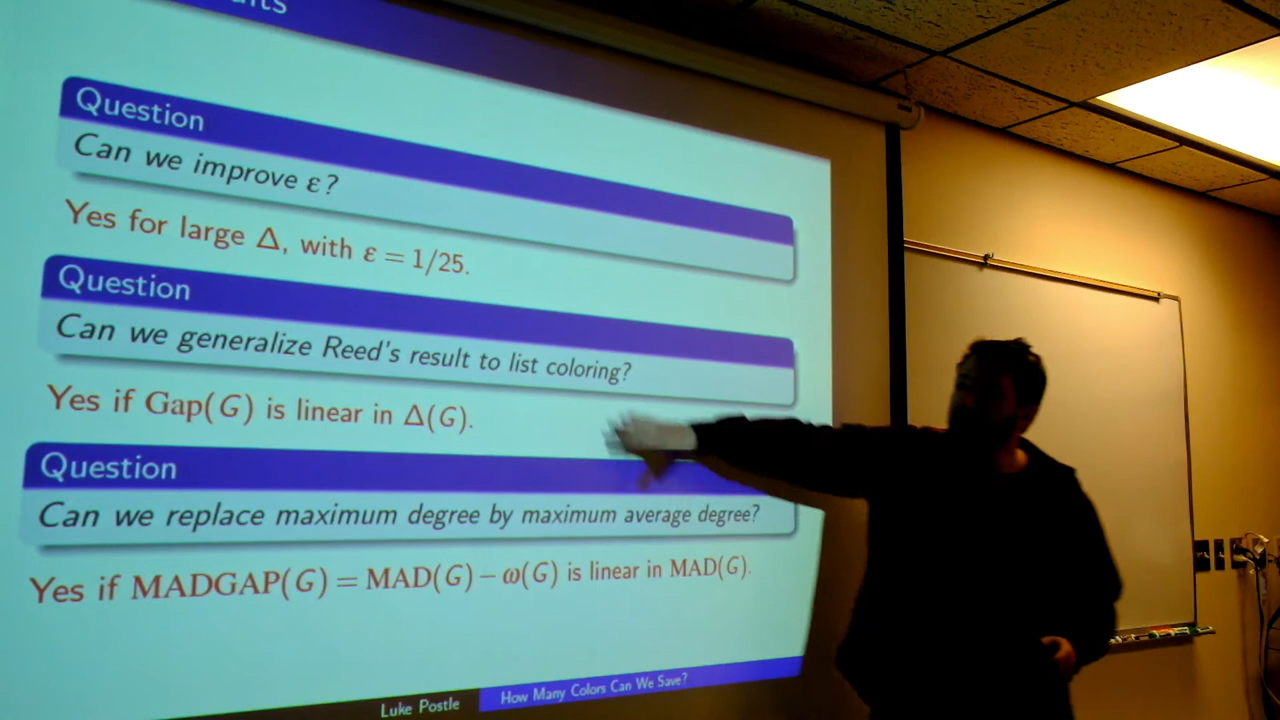 Question
Can we improve ε?
Yes for large Δ, with ε = 1/25.
Question
Can we generalize Reed's result to list coloring?
Yes if Gap(G) is linear in Δ(G).
Question
Can we replace maximum degree by maximum average degree?
Yes if MADGAP(G) = MAD(G) − ω(G) is linear in MAD(G).
Luke Postle
How Many Colors Can We Save?